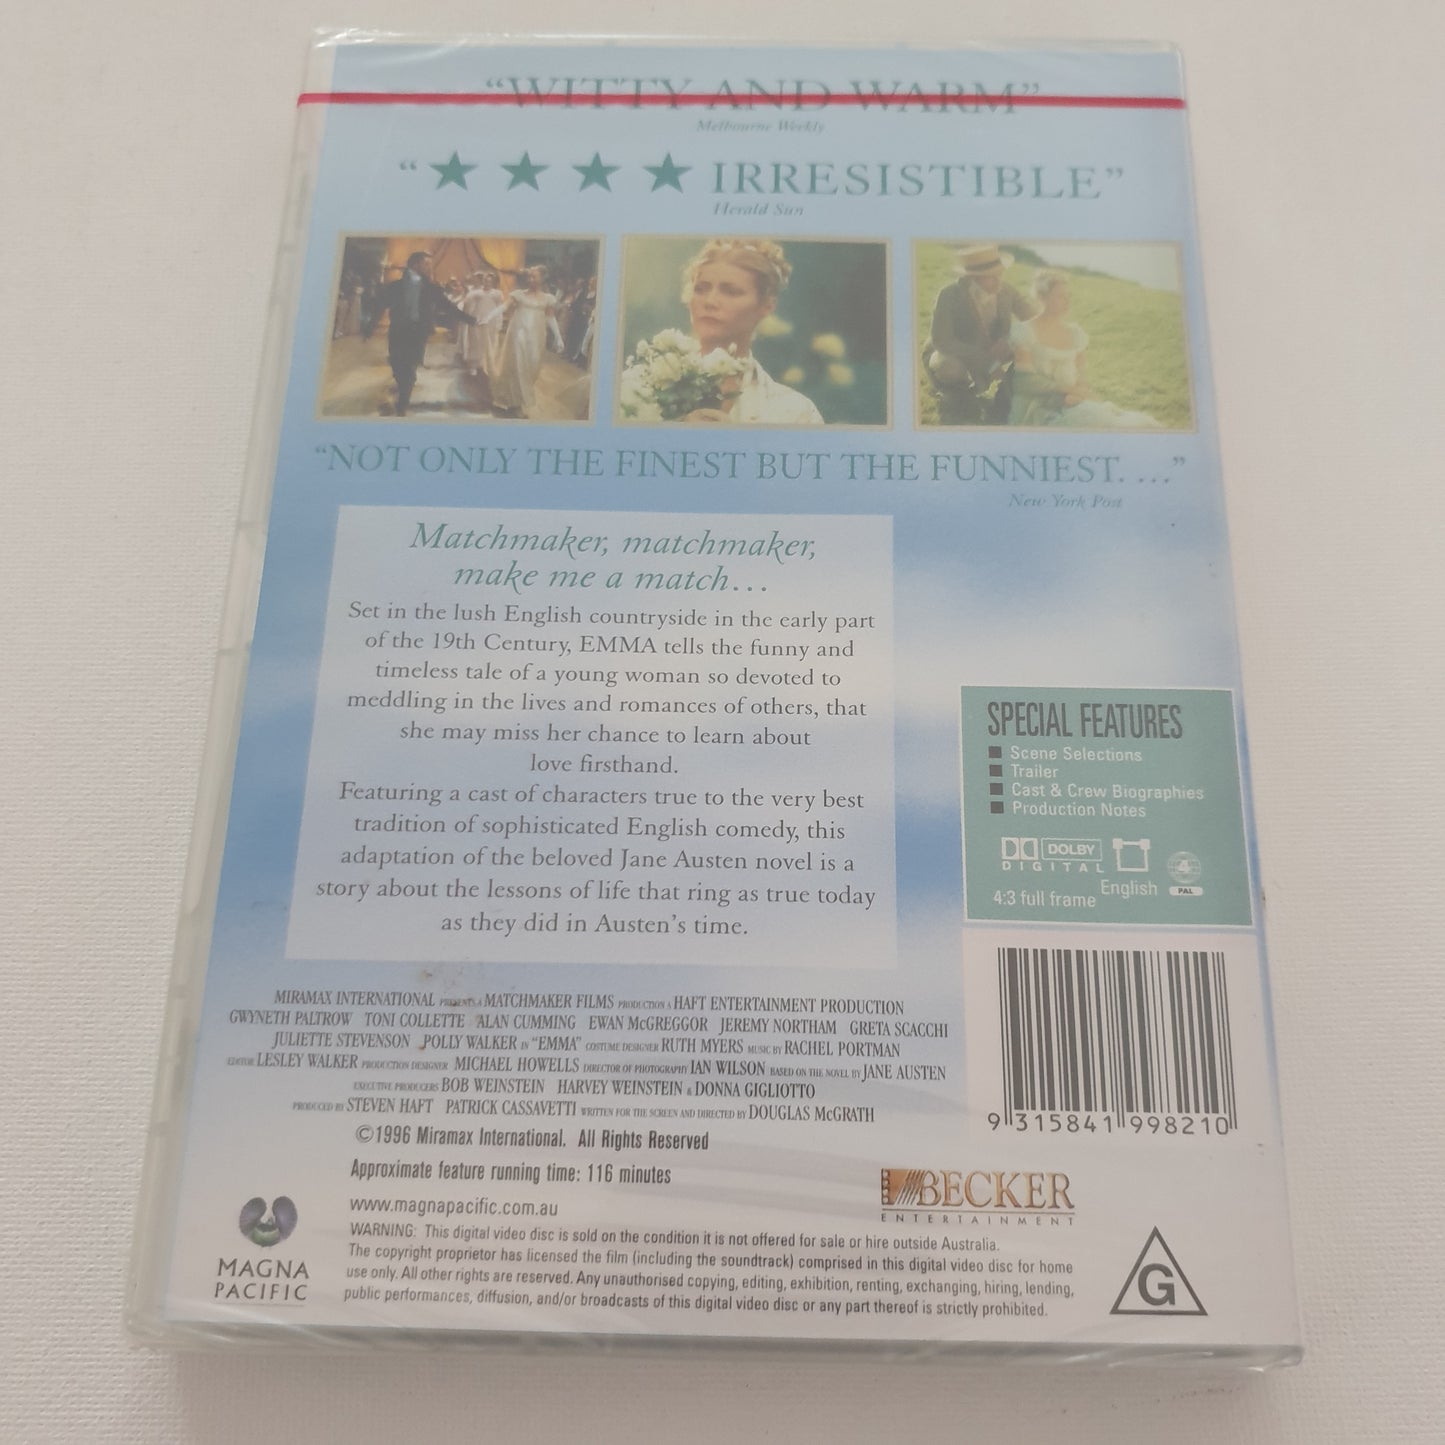 "WITTY AND WARM"
Melbourne Weekly
"★ ★ ★ ★ IRRESISTIBLE"
Herald Sun
"NOT ONLY THE FINEST BUT THE FUNNIEST. ..."
New York Post
Matchmaker, matchmaker,
make me a match...
Set in the lush English countryside in the early part
of the 19th Century, EMMA tells the funny and
timeless tale of a young woman so devoted to
meddling in the lives and romances of others, that
she may miss her chance to learn about
love firsthand.
Featuring a cast of characters true to the very best
tradition of sophisticated English comedy, this
adaptation of the beloved Jane Austen novel is a
story about the lessons of life that ring as true today
as they did in Austen's time.
SPECIAL FEATURES
Scene Selections
Trailer
Cast & Crew Biographies
Production Notes
DOLBY
DIGITAL
4:3 full frame
English
4
PAL
MIRAMAX INTERNATIONAL PRESENTS A MATCHMAKER FILMS PRODUCTION A HAFT ENTERTAINMENT PRODUCTION
GWYNETH PALTROW TONI COLLETTE ALAN CUMMING EWAN McGREGGOR JEREMY NORTHAM GRETA SCACCHI
JULIETTE STEVENSON POLLY WALKER IN "EMMA" COSTUME DESIGNER RUTH MYERS MUSIC BY RACHEL PORTMAN
EDITOR LESLEY WALKER PRODUCTION DESIGNER MICHAEL HOWELLS DIRECTOR OF PHOTOGRAPHY IAN WILSON BASED ON THE NOVEL BY JANE AUSTEN
EXECUTIVE PRODUCERS BOB WEINSTEIN HARVEY WEINSTEIN & DONNA GIGLIOTTO
PRODUCED BY STEVEN HAFT PATRICK CASSAVETTI WRITTEN FOR THE SCREEN AND DIRECTED BY DOUGLAS McGRATH
©1996 Miramax International. All Rights Reserved
Approximate feature running time: 116 minutes
9 315841 998210
BECKER
ENTERTAINMENT
www.magnapacific.com.au
WARNING: This digital video disc is sold on the condition it is not offered for sale or hire outside Australia.
The copyright proprietor has licensed the film (including the soundtrack) comprised in this digital video disc for home
use only. All other rights are reserved. Any unauthorised copying, editing, exhibition, renting, exchanging, hiring, lending,
public performances, diffusion, and/or broadcasts of this digital video disc or any part thereof is strictly prohibited.
MAGNA
PACIFIC
G